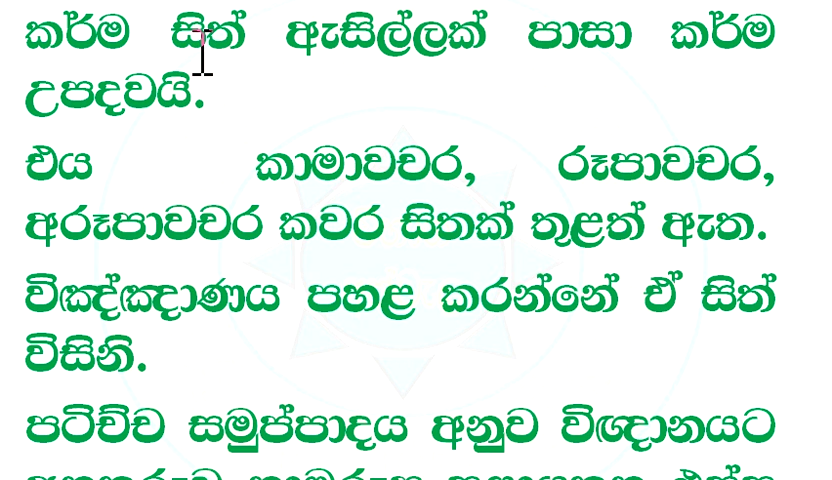 කර්ම සිත් ඇසිල්ලක් පාසා කර්ම
උපදවයි.
එය කාමාවචර, රූපාවචර,
අරූපාවචර කවර සිතක් තුළත් ඇත.
විඤ්ඤාණය පහළ කරන්නේ ඒ සිත්
විසිනි.
පටිච්ච සමුප්පාදය අනුව විඥානයට